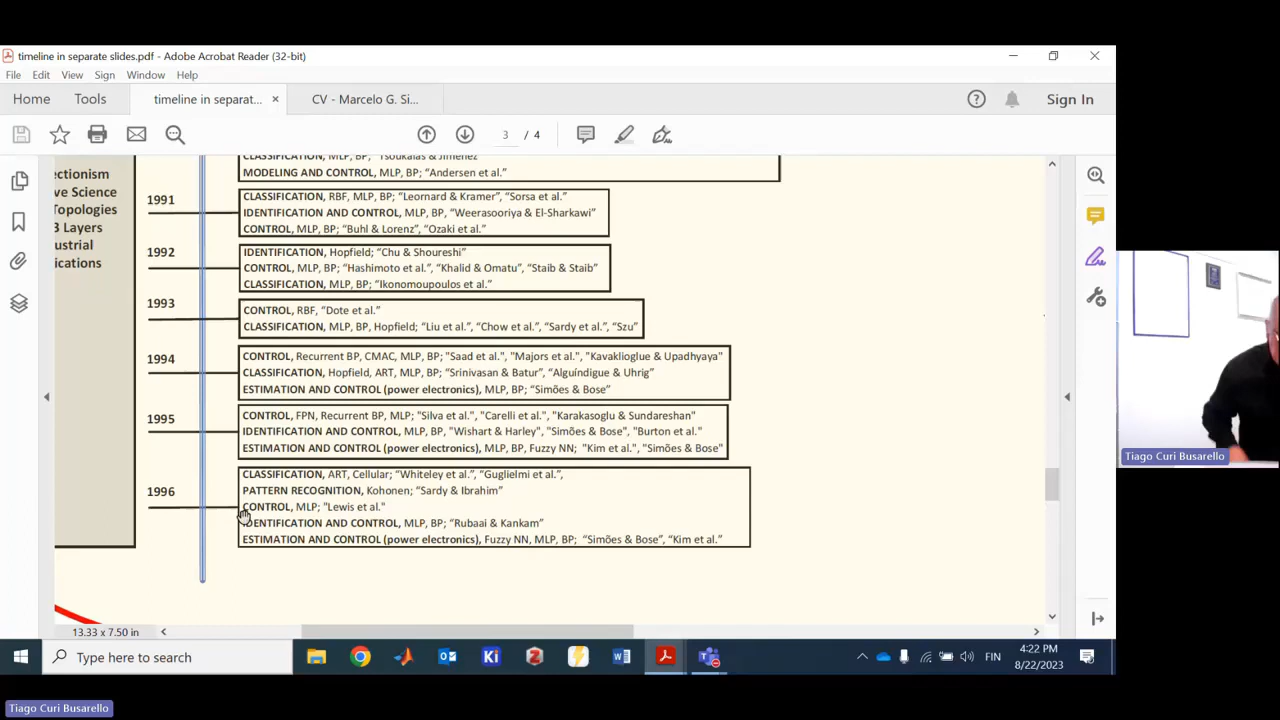 timeline in separate slides.pdf - Adobe Acrobat Reader (32-bit)
File Edit View Sign Window Help
Home Tools timeline in separat... × CV - Marcelo G. Si... Sign In
3 / 4
CLASSIFICATION, MLP, BP; "Tsoukalas & Jimenez
MODELING AND CONTROL, MLP, BP; "Andersen et al."
ectionism
ve Science
Topologies
3 Layers
ustrial
ications
1991
CLASSIFICATION, RBF, MLP, BP; "Leornard & Kramer", "Sorsa et al."
IDENTIFICATION AND CONTROL, MLP, BP, "Weerasooriya & El-Sharkawi"
CONTROL, MLP, BP; "Buhl & Lorenz", "Ozaki et al."
1992
IDENTIFICATION, Hopfield; "Chu & Shoureshi"
CONTROL, MLP, BP; "Hashimoto et al.", "Khalid & Omatu", "Staib & Staib"
CLASSIFICATION, MLP, BP; "Ikonomoupoulos et al."
1993
CONTROL, RBF, "Dote et al."
CLASSIFICATION, MLP, BP, Hopfield; "Liu et al.", "Chow et al.", "Sardy et al.", "Szu"
1994
CONTROL, Recurrent BP, CMAC, MLP, BP; "Saad et al.", "Majors et al.", "Kavaklioglue & Upadhyaya"
CLASSIFICATION, Hopfield, ART, MLP, BP; "Srinivasan & Batur", "Alguíndigue & Uhrig"
ESTIMATION AND CONTROL (power electronics), MLP, BP; "Simões & Bose"
1995
CONTROL, FPN, Recurrent BP, MLP; "Silva et al.", "Carelli et al.", "Karakasoglu & Sundareshan"
IDENTIFICATION AND CONTROL, MLP, BP, "Wishart & Harley", "Simões & Bose", "Burton et al."
ESTIMATION AND CONTROL (power electronics), MLP, BP, Fuzzy NN; "Kim et al.", "Simões & Bose"
1996
CLASSIFICATION, ART, Cellular; "Whiteley et al.", "Guglielmi et al.",
PATTERN RECOGNITION, Kohonen; "Sardy & Ibrahim"
CONTROL, MLP; "Lewis et al."
IDENTIFICATION AND CONTROL, MLP, BP; "Rubaai & Kankam"
ESTIMATION AND CONTROL (power electronics), Fuzzy NN, MLP, BP; "Simões & Bose", "Kim et al."
13.33 x 7.50 in
Type here to search
Ki
FIN
4:22 PM
8/22/2023
Tiago Curi Busarello
Tiago Curi Busarello